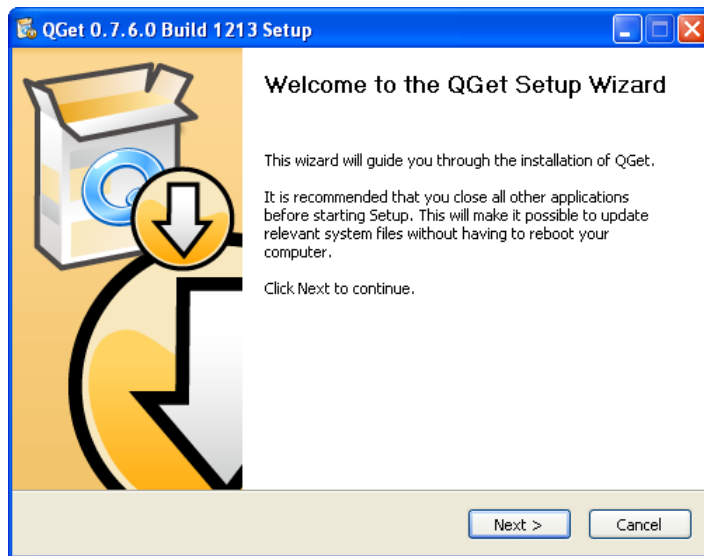 QGet 0.7.6.0 Build 1213 Setup
Welcome to the QGet Setup Wizard
This wizard will guide you through the installation of QGet.
It is recommended that you close all other applications
before starting Setup. This will make it possible to update
relevant system files without having to reboot your
computer.
Click Next to continue.
Q
Next >
Cancel